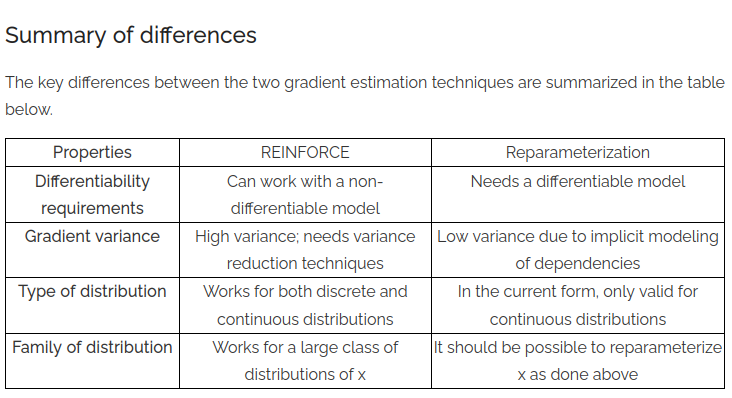 Summary of differences
The key differences between the two gradient estimation techniques are summarized in the table
below.
Properties REINFORCE Reparameterization
Differentiability Can work with a non- Needs a differentiable model
requirements differentiable model
Gradient variance High variance; needs variance Low variance due to implicit modeling
reduction techniques of dependencies
Type of distribution Works for both discrete and In the current form, only valid for
continuous distributions continuous distributions
Family of distribution Works for a large class of It should be possible to reparameterize
distributions of x x as done above